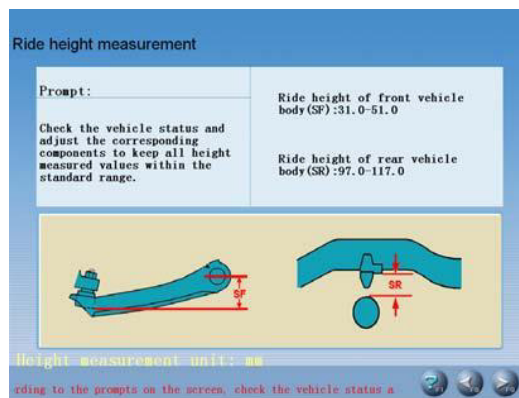 Ride height measurement
Prompt:
Check the vehicle status and
adjust the corresponding
components to keep all height
measured values within the
standard range.
Ride height of front vehicle
body(SF):31.0-51.0
Ride height of rear vehicle
body(SR):97.0-117.0
SF
SR
Height measurement unit: mm
rding to the prompts on the screen, check the vehicle status a
F1
F8